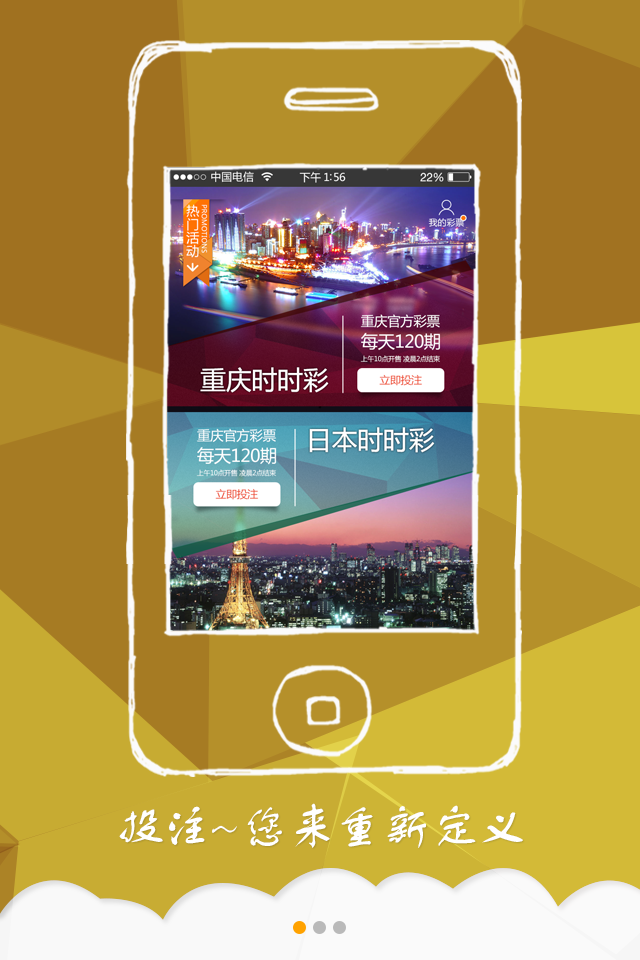 中国电信 下午 1:56 22%
热门活动
PROMOTIONS
我的彩票
重庆官方彩票
每天120期
上午10点开售 凌晨2点结束
立即投注
重庆时时彩
重庆官方彩票
每天120期
上午10点开售 凌晨2点结束
立即投注
日本时时彩
投注~您来重新定义